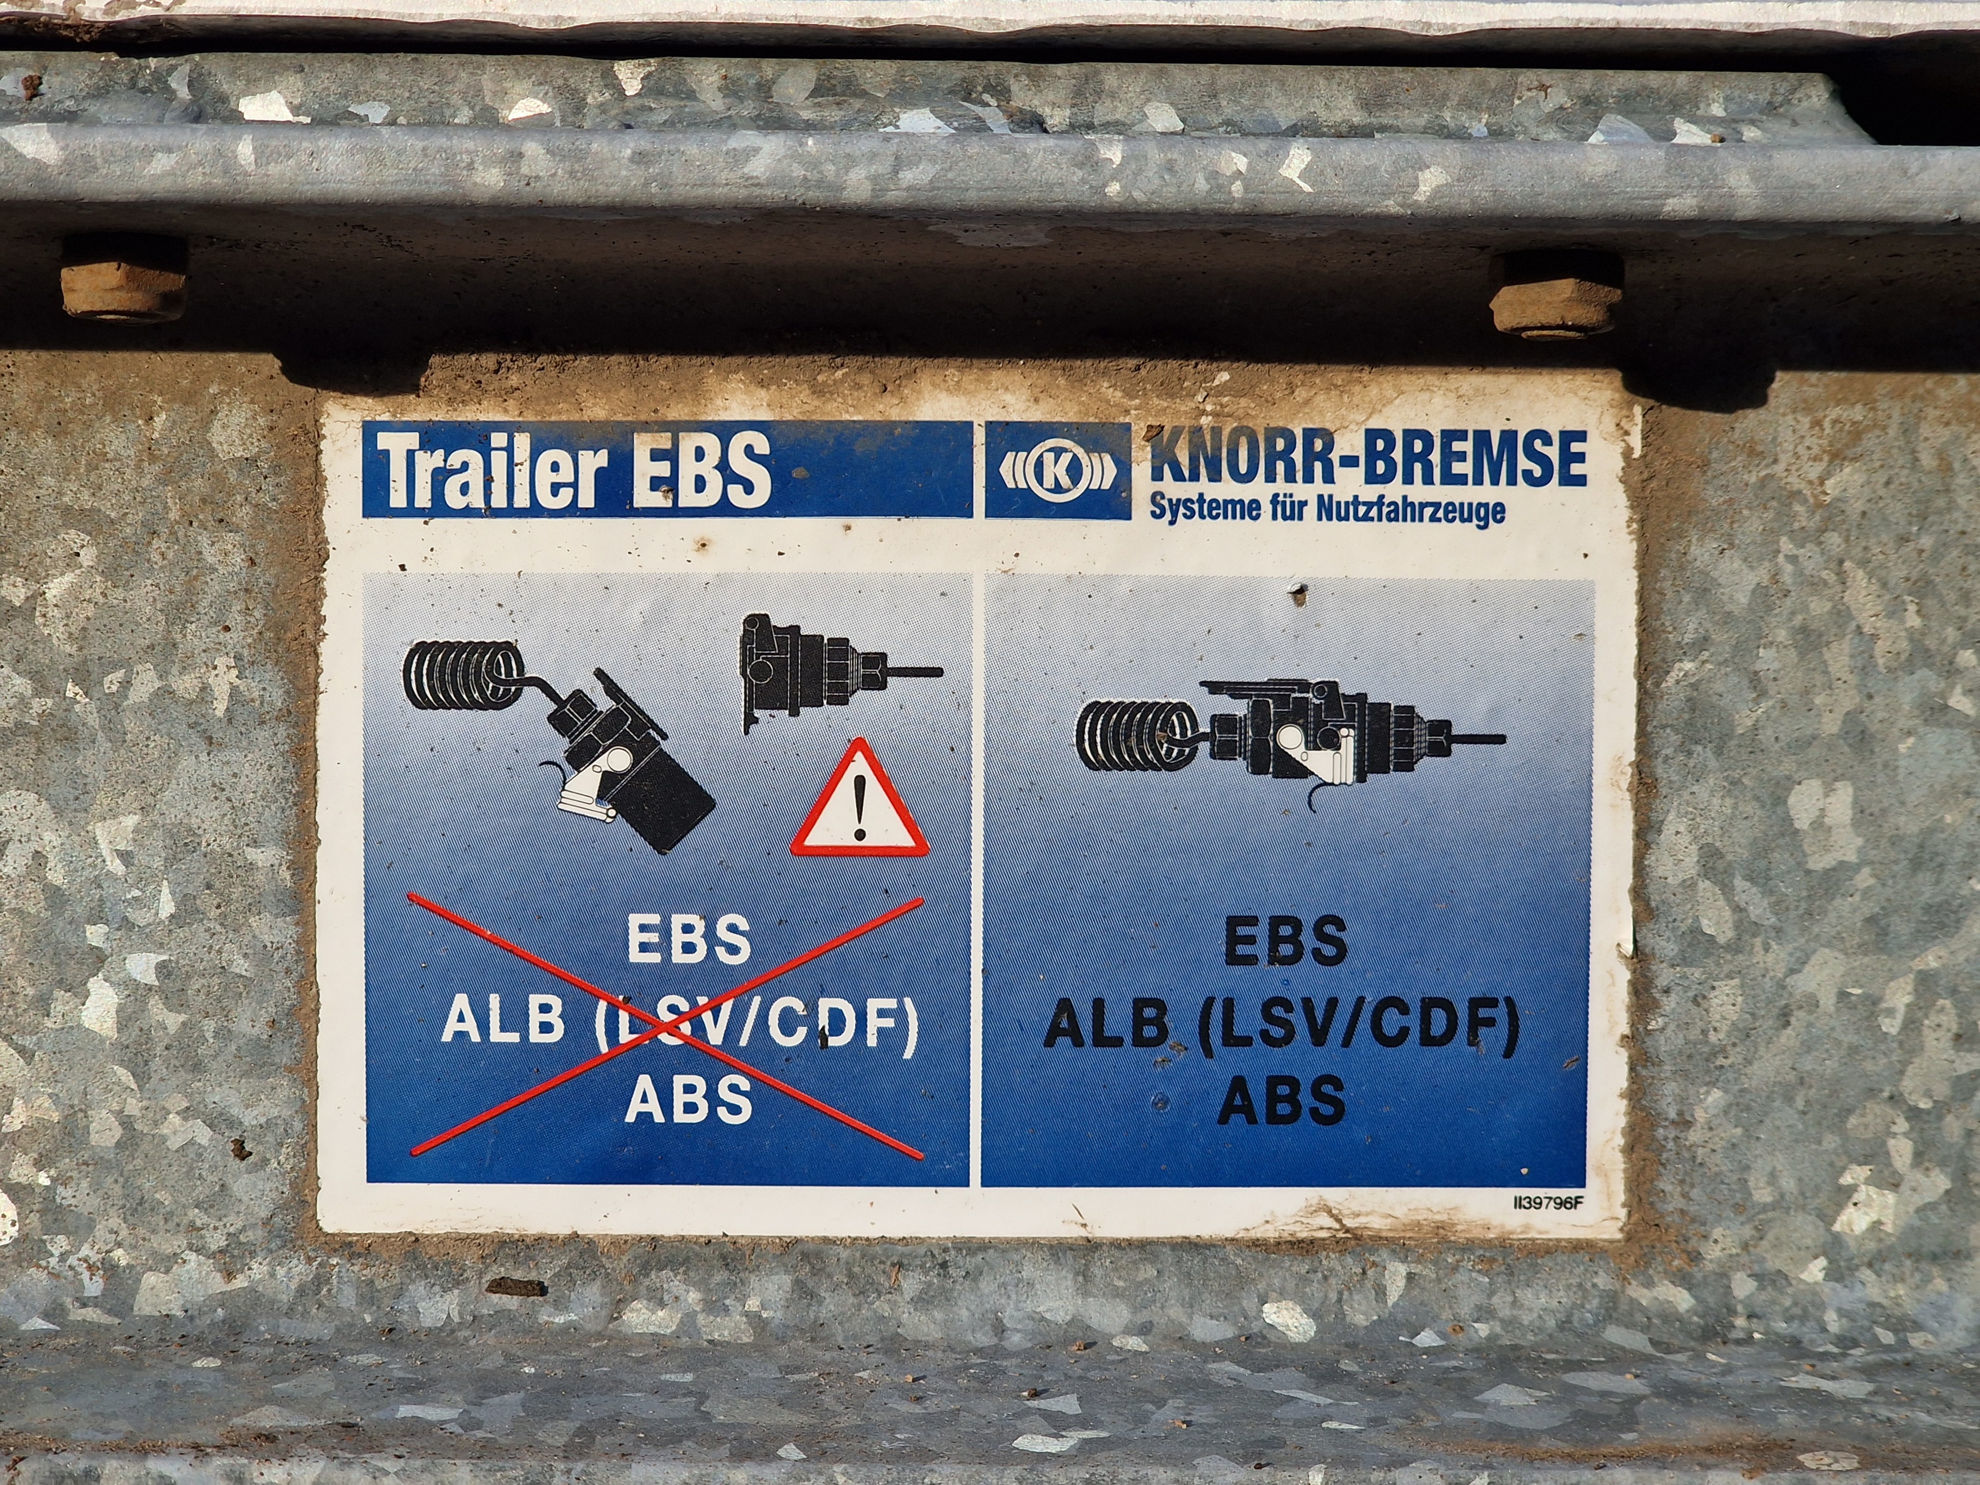 Trailer EBS
K
KNORR-BREMSE
Systeme für Nutzfahrzeuge
!
EBS
ALB (LSV/CDF)
ABS
EBS
ALB (LSV/CDF)
ABS
II39796F